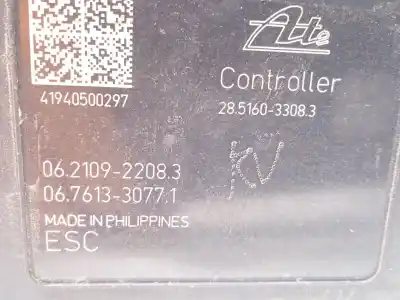 Ate
41940500297
Controller
28.5160-3308.3
KV
06.2109-2208.3
06.7613-3077.1
MADE IN PHILIPPINES
ESC